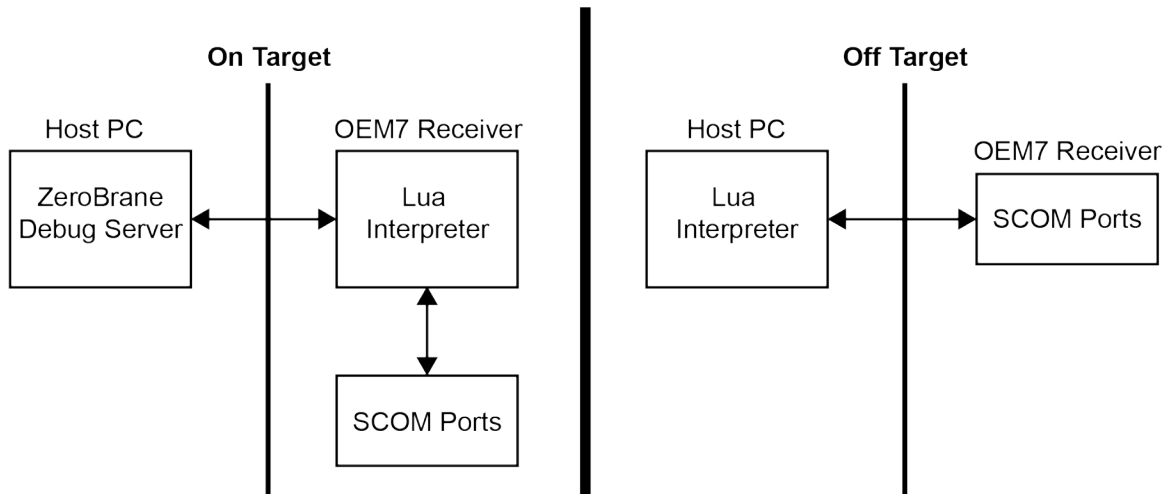 On Target
Host PC
ZeroBrane
Debug Server
OEM7 Receiver
Lua
Interpreter
SCOM Ports
Off Target
Host PC
Lua
Interpreter
OEM7 Receiver
SCOM Ports